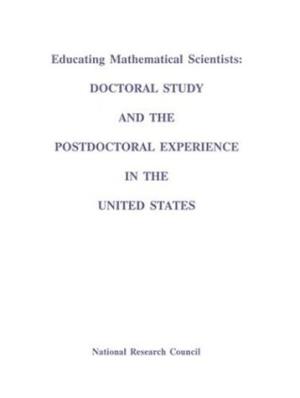 Educating Mathematical Scientists:
DOCTORAL STUDY
AND THE
POSTDOCTORAL EXPERIENCE
IN THE
UNITED STATES
National Research Council